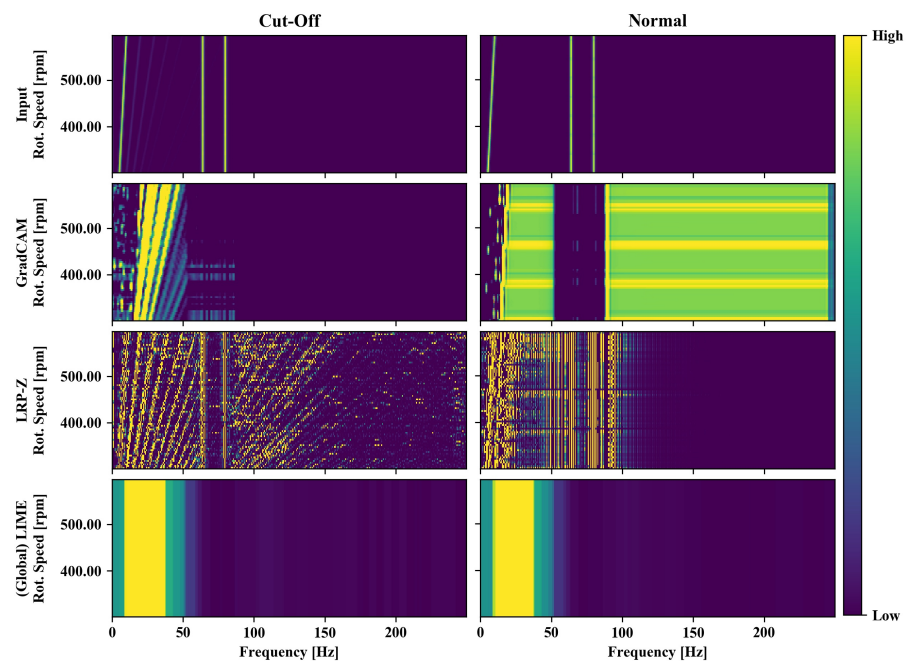 Cut-Off Normal
High
Input
Rot. Speed [rpm]
500.00
400.00
GradCAM
Rot. Speed [rpm]
500.00
400.00
LRP-Z
Rot. Speed [rpm]
500.00
400.00
(Global) LIME
Rot. Speed [rpm]
500.00
400.00
Low
0 50 100 150 200 0 50 100 150 200
Frequency [Hz] Frequency [Hz]